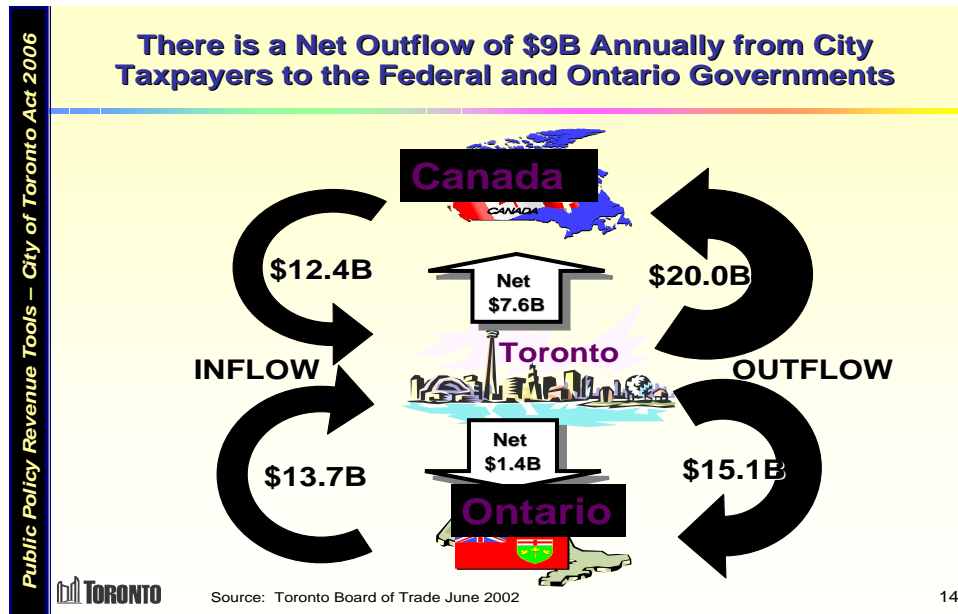 Public Policy Revenue Tools – City of Toronto Act 2006
There is a Net Outflow of $9B Annually from City
Taxpayers to the Federal and Ontario Governments
Canada
CANADA
$12.4B
Net
$7.6B
$20.0B
INFLOW
Toronto
OUTFLOW
$13.7B
Net
$1.4B
$15.1B
Ontario
TORONTO
Source: Toronto Board of Trade June 2002
14